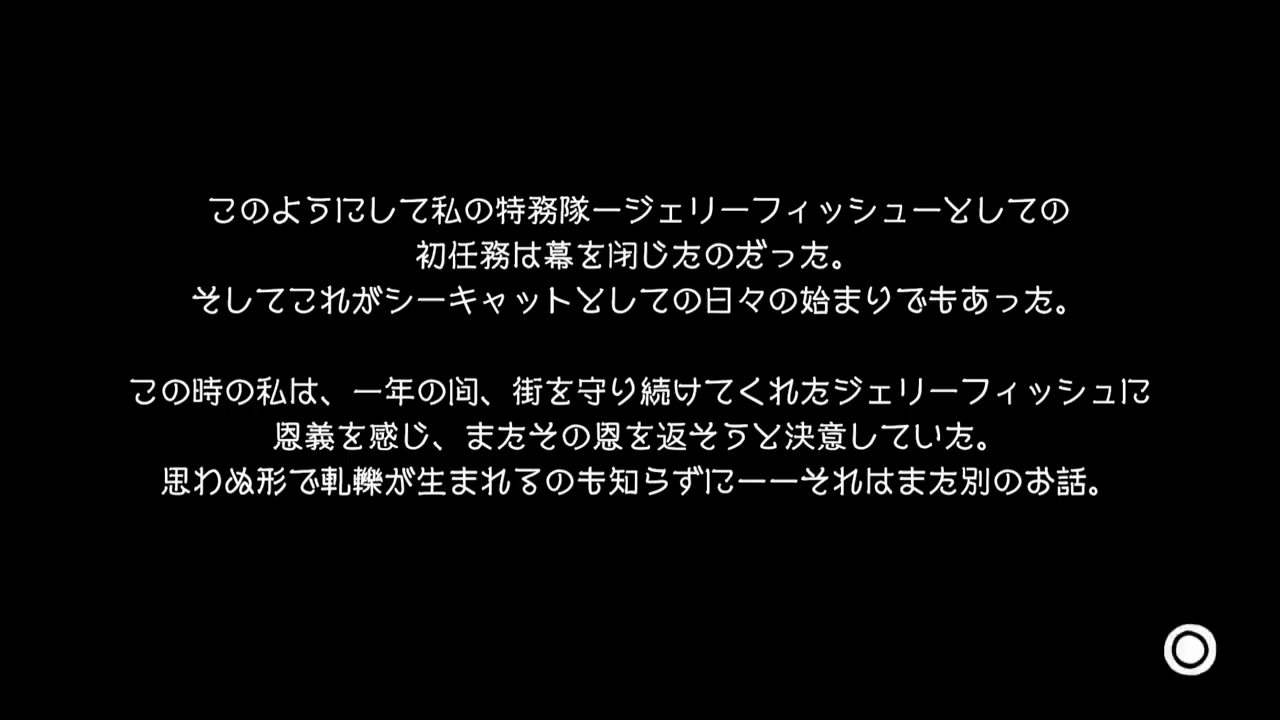 このようにして私の特務隊ージェリーフィッシューとしての
初任務は幕を閉じたのだった。
そしてこれがシーキャットとしての日々の始まりでもあった。
この時の私は、一年の間、街を守り続けてくれたジェリーフィッシュに
恩義を感じ、またその恩を返そうと決意していた。
思わぬ形で軋轢が生まれるのも知らずにーーそれはまた別のお話。